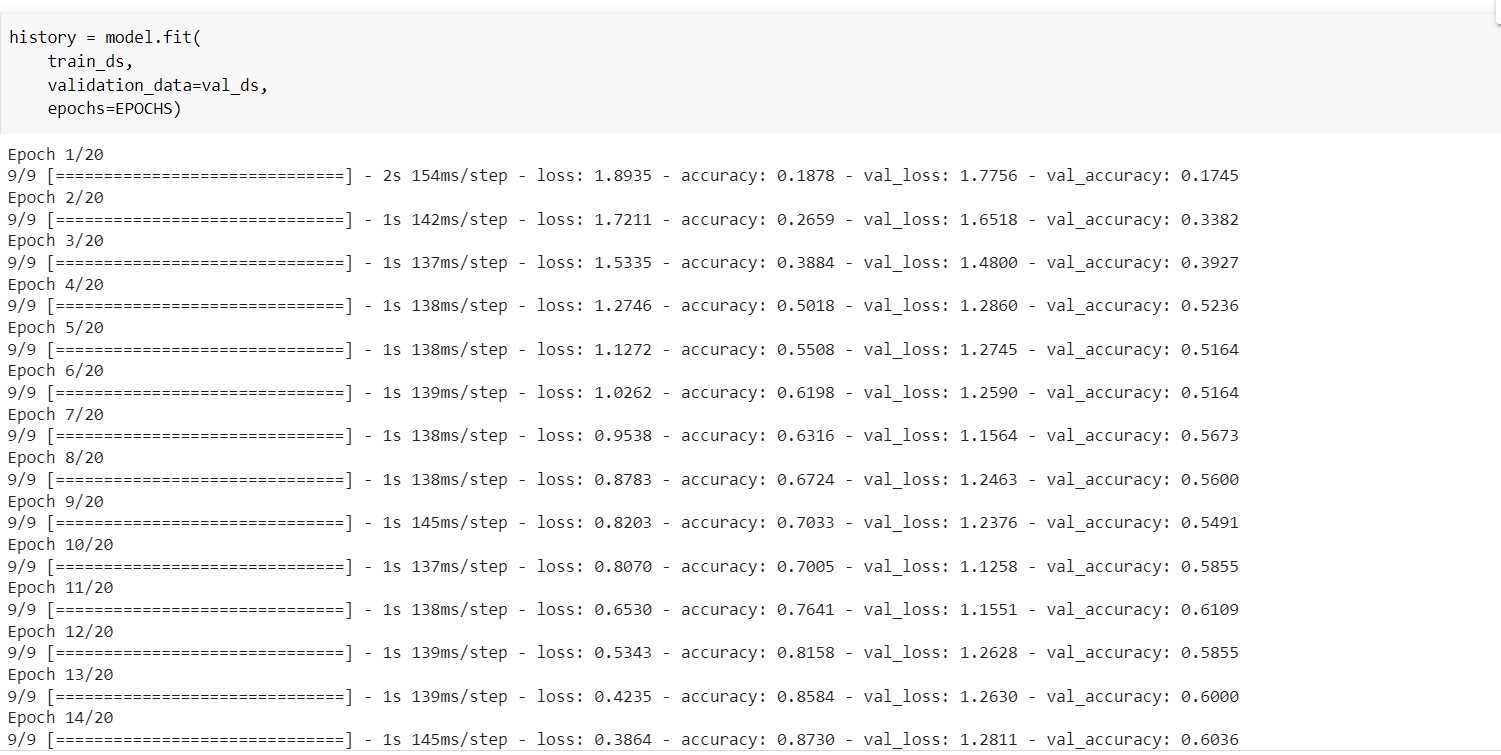 history = model.fit(
    train_ds,
    validation_data=val_ds,
    epochs=EPOCHS)
Epoch 1/20
9/9 [==============================] - 2s 154ms/step - loss: 1.8935 - accuracy: 0.1878 - val_loss: 1.7756 - val_accuracy: 0.1745
Epoch 2/20
9/9 [==============================] - 1s 142ms/step - loss: 1.7211 - accuracy: 0.2659 - val_loss: 1.6518 - val_accuracy: 0.3382
Epoch 3/20
9/9 [==============================] - 1s 137ms/step - loss: 1.5335 - accuracy: 0.3884 - val_loss: 1.4800 - val_accuracy: 0.3927
Epoch 4/20
9/9 [==============================] - 1s 138ms/step - loss: 1.2746 - accuracy: 0.5018 - val_loss: 1.2860 - val_accuracy: 0.5236
Epoch 5/20
9/9 [==============================] - 1s 138ms/step - loss: 1.1272 - accuracy: 0.5508 - val_loss: 1.2745 - val_accuracy: 0.5164
Epoch 6/20
9/9 [==============================] - 1s 139ms/step - loss: 1.0262 - accuracy: 0.6198 - val_loss: 1.2590 - val_accuracy: 0.5164
Epoch 7/20
9/9 [==============================] - 1s 138ms/step - loss: 0.9538 - accuracy: 0.6316 - val_loss: 1.1564 - val_accuracy: 0.5673
Epoch 8/20
9/9 [==============================] - 1s 138ms/step - loss: 0.8783 - accuracy: 0.6724 - val_loss: 1.2463 - val_accuracy: 0.5600
Epoch 9/20
9/9 [==============================] - 1s 145ms/step - loss: 0.8203 - accuracy: 0.7033 - val_loss: 1.2376 - val_accuracy: 0.5491
Epoch 10/20
9/9 [==============================] - 1s 137ms/step - loss: 0.8070 - accuracy: 0.7005 - val_loss: 1.1258 - val_accuracy: 0.5855
Epoch 11/20
9/9 [==============================] - 1s 138ms/step - loss: 0.6530 - accuracy: 0.7641 - val_loss: 1.1551 - val_accuracy: 0.6109
Epoch 12/20
9/9 [==============================] - 1s 139ms/step - loss: 0.5343 - accuracy: 0.8158 - val_loss: 1.2628 - val_accuracy: 0.5855
Epoch 13/20
9/9 [==============================] - 1s 139ms/step - loss: 0.4235 - accuracy: 0.8584 - val_loss: 1.2630 - val_accuracy: 0.6000
Epoch 14/20
9/9 [==============================] - 1s 145ms/step - loss: 0.3864 - accuracy: 0.8730 - val_loss: 1.2811 - val_accuracy: 0.6036